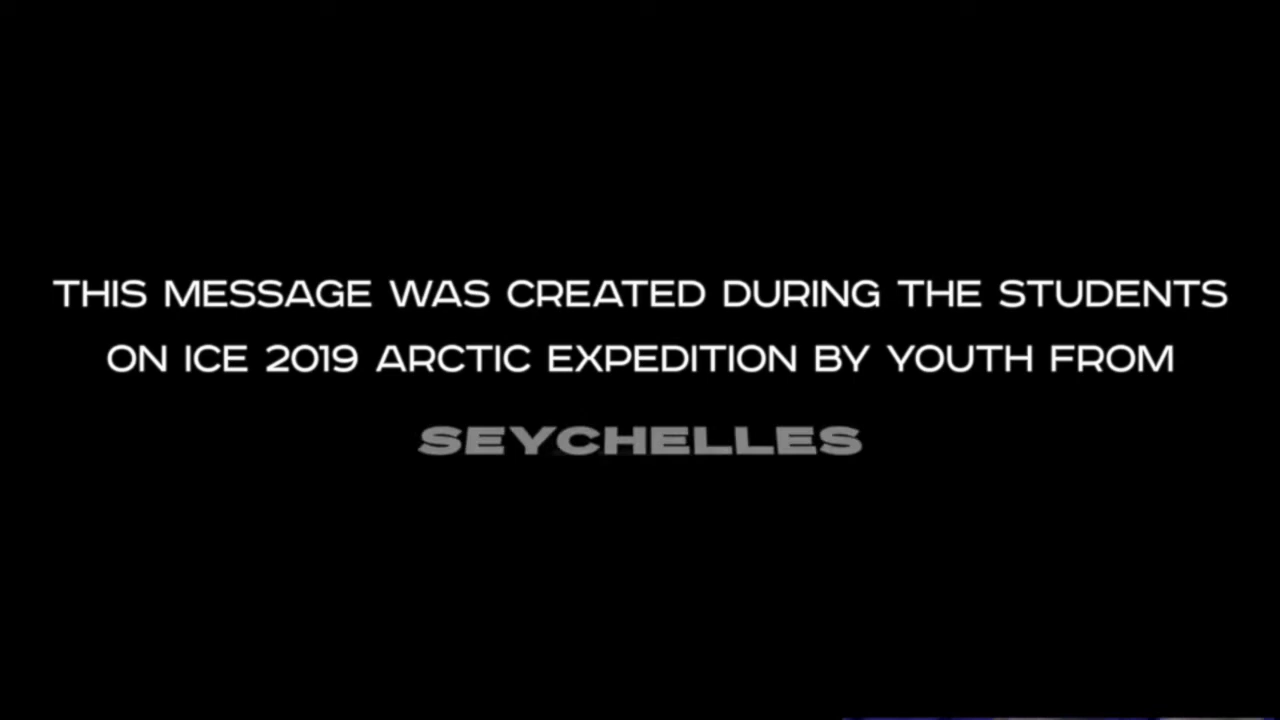 THIS MESSAGE WAS CREATED DURING THE STUDENTS
ON ICE 2019 ARCTIC EXPEDITION BY YOUTH FROM
SEYCHELLES